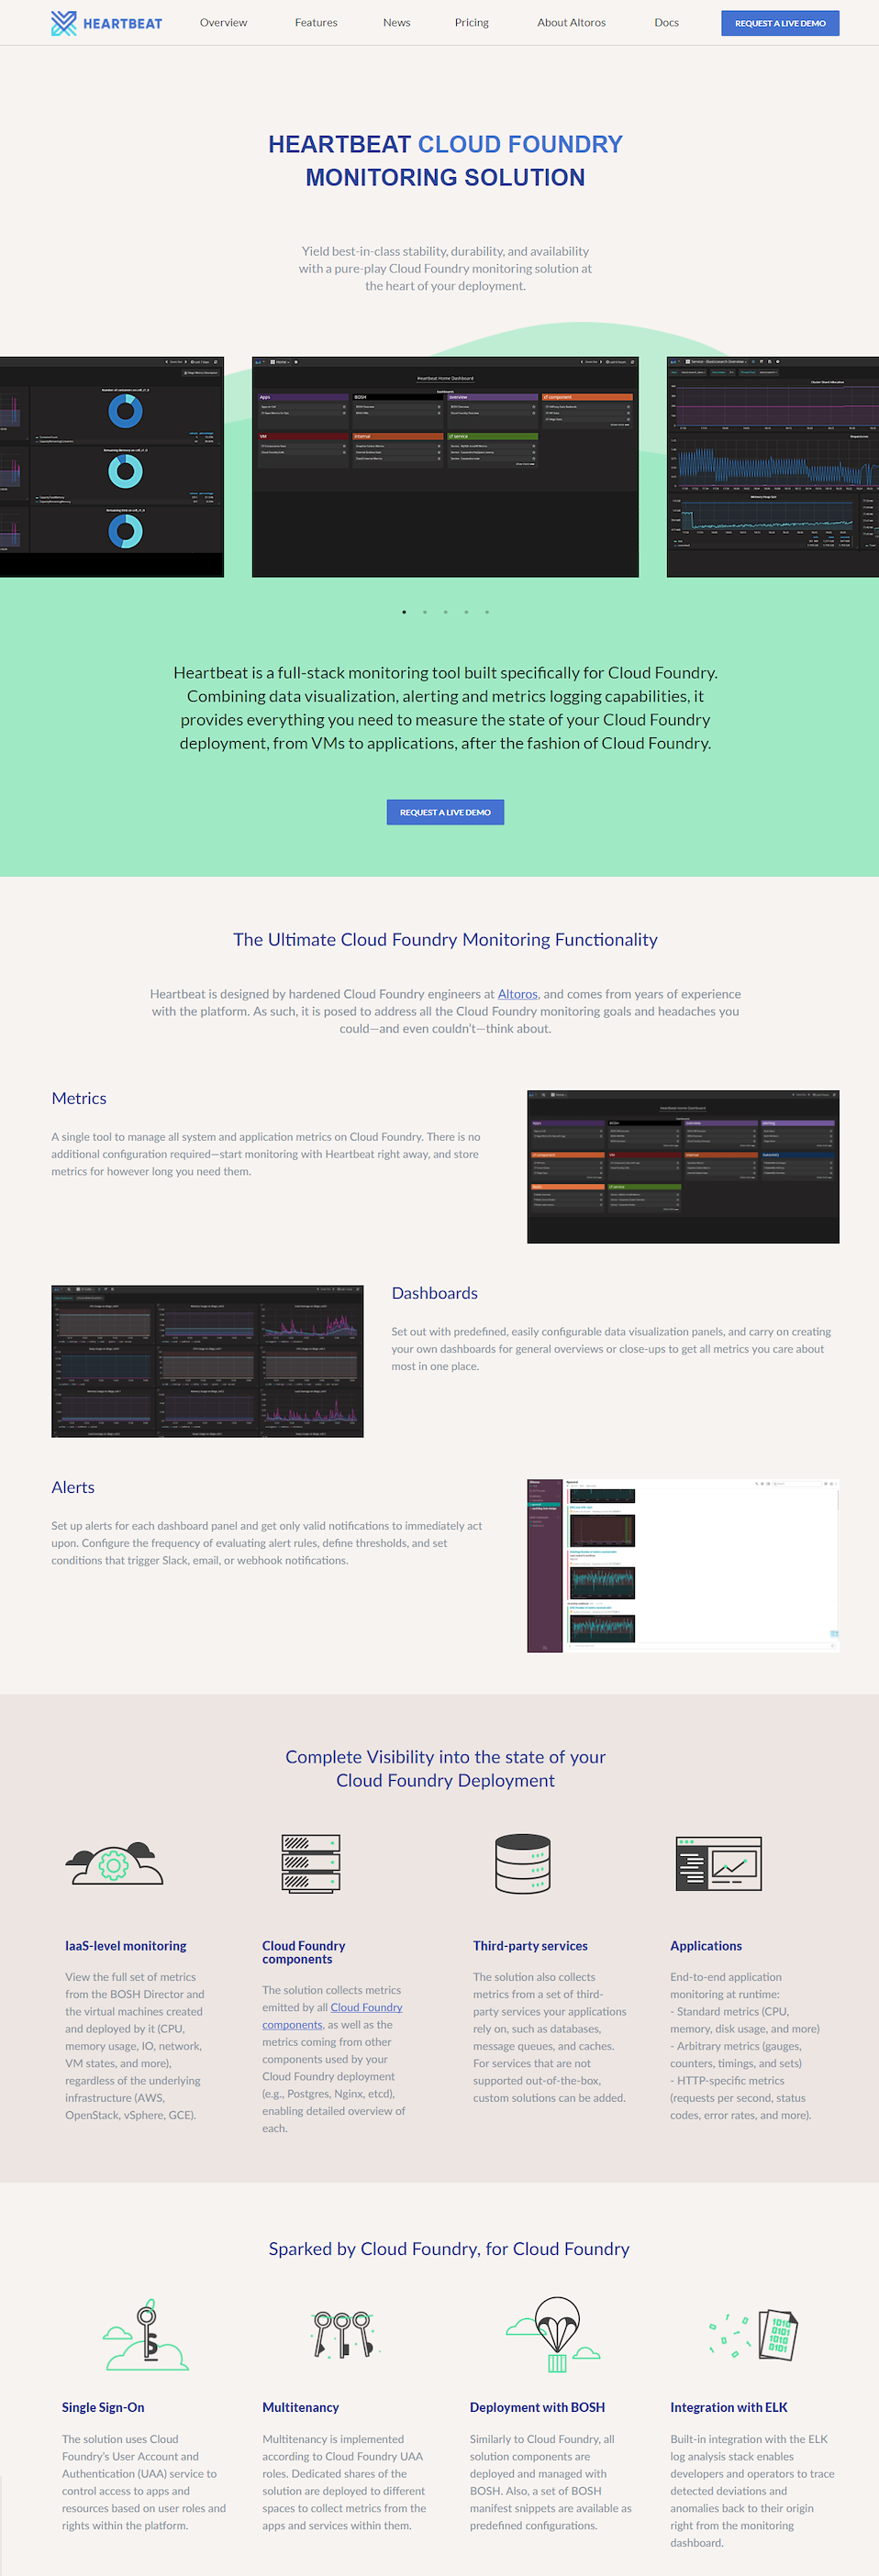 HEARTBEAT
Overview
Features
News
Pricing
About Altoros
Docs
REQUEST A LIVE DEMO
HEARTBEAT CLOUD FOUNDRY
MONITORING SOLUTION
Yield best-in-class stability, durability, and availability
with a pure-play Cloud Foundry monitoring solution at
the heart of your deployment.
Heartbeat Home Dashboard
Dashboards
Apps
BOSH
overview
cf component
VM
Internal
cf service
Heartbeat is a full-stack monitoring tool built specifically for Cloud Foundry.
Combining data visualization, alerting and metrics logging capabilities, it
provides everything you need to measure the state of your Cloud Foundry
deployment, from VMs to applications, after the fashion of Cloud Foundry.
REQUEST A LIVE DEMO
The Ultimate Cloud Foundry Monitoring Functionality
Heartbeat is designed by hardened Cloud Foundry engineers at Altoros, and comes from years of experience
with the platform. As such, it is posed to address all the Cloud Foundry monitoring goals and headaches you
could—and even couldn't—think about.
Metrics
A single tool to manage all system and application metrics on Cloud Foundry. There is no
additional configuration required—start monitoring with Heartbeat right away, and store
metrics for however long you need them.
Heartbeat Home Dashboard
Dashboards
Set out with predefined, easily configurable data visualization panels, and carry on creating
your own dashboards for general overviews or close-ups to get all metrics you care about
most in one place.
Alerts
Set up alerts for each dashboard panel and get only valid notifications to immediately act
upon. Configure the frequency of evaluating alert rules, define thresholds, and set
conditions that trigger Slack, email, or webhook notifications.
Complete Visibility into the state of your
Cloud Foundry Deployment
IaaS-level monitoring
View the full set of metrics
from the BOSH Director and
the virtual machines created
and deployed by it (CPU,
memory usage, IO, network,
VM states, and more),
regardless of the underlying
infrastructure (AWS,
OpenStack, vSphere, GCE).
Cloud Foundry
components
The solution collects metrics
emitted by all Cloud Foundry
components, as well as the
metrics coming from other
components used by your
Cloud Foundry deployment
(e.g., Postgres, Nginx, etcd),
enabling detailed overview of
each.
Third-party services
The solution also collects
metrics from a set of third-
party services your applications
rely on, such as databases,
message queues, and caches.
For services that are not
supported out-of-the-box,
custom solutions can be added.
Applications
End-to-end application
monitoring at runtime:
- Standard metrics (CPU,
memory, disk usage, and more)
- Arbitrary metrics (gauges,
counters, timings, and sets)
- HTTP-specific metrics
(requests per second, status
codes, error rates, and more).
Sparked by Cloud Foundry, for Cloud Foundry
1010
0101
1010
0101
Single Sign-On
The solution uses Cloud
Foundry's User Account and
Authentication (UAA) service to
control access to apps and
resources based on user roles and
rights within the platform.
Multitenancy
Multitenancy is implemented
according to Cloud Foundry UAA
roles. Dedicated shares of the
solution are deployed to different
spaces to collect metrics from the
apps and services within them.
Deployment with BOSH
Similarly to Cloud Foundry, all
solution components are
deployed and managed with
BOSH. Also, a set of BOSH
manifest snippets are available as
predefined configurations.
Integration with ELK
Built-in integration with the ELK
log analysis stack enables
developers and operators to trace
detected deviations and
anomalies back to their origin
right from the monitoring
dashboard.